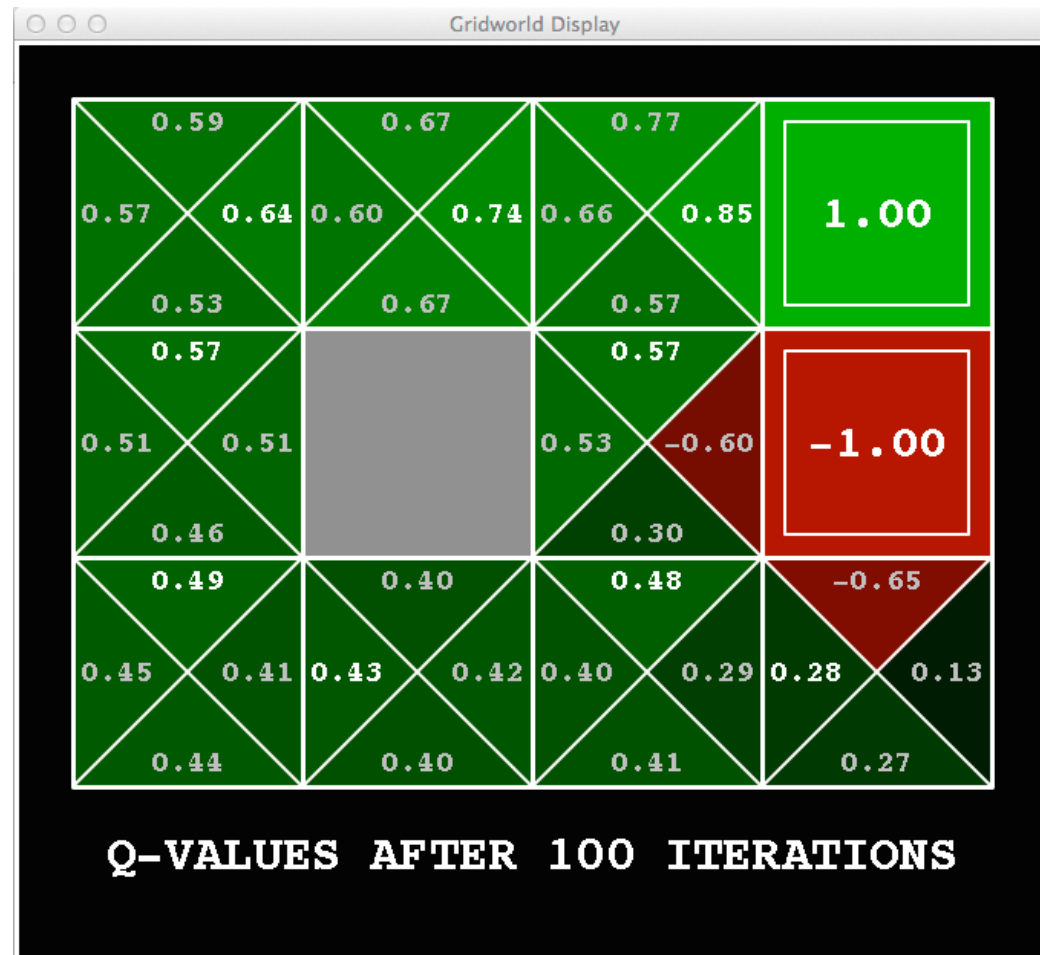 Gridworld Display
0.59 0.67 0.77
0.57 0.64 0.60 0.74 0.66 0.85 1.00
0.53 0.67 0.57
0.57 0.57
0.51 0.51 0.53 -0.60 -1.00
0.46 0.30
0.49 0.40 0.48 -0.65
0.45 0.41 0.43 0.42 0.40 0.29 0.28 0.13
0.44 0.40 0.41 0.27
Q-VALUES AFTER 100 ITERATIONS